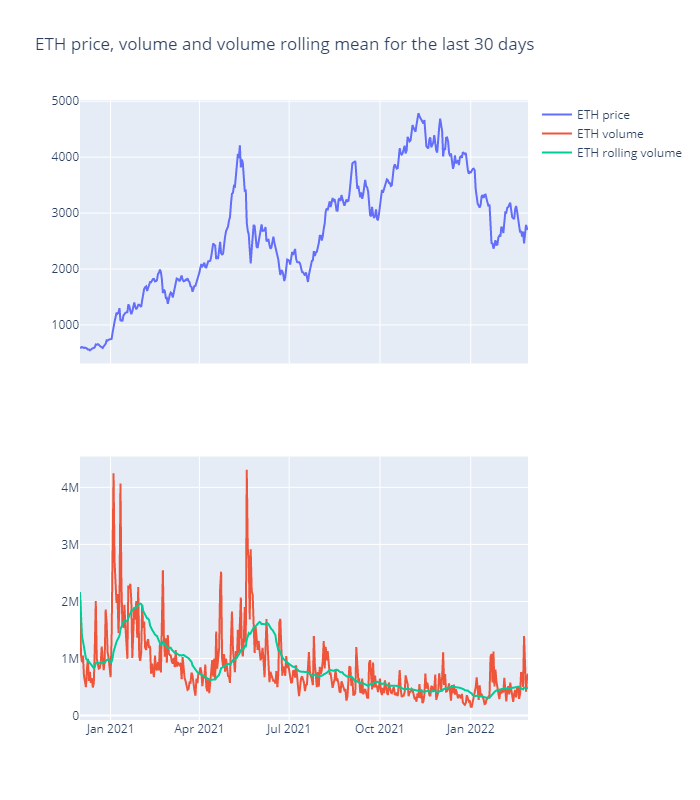 ETH price, volume and volume rolling mean for the last 30 days
5000
4000
3000
2000
1000
ETH price
ETH volume
ETH rolling volume
4M
3M
2M
1M
0
Jan 2021 Apr 2021 Jul 2021 Oct 2021 Jan 2022